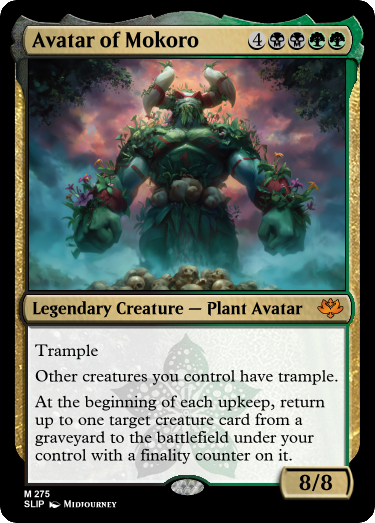 Avatar of Mokoro 4
Legendary Creature — Plant Avatar
Trample
Other creatures you control have trample.
At the beginning of each upkeep, return
up to one target creature card from a
graveyard to the battlefield under your
control with a finality counter on it.
8/8
M 275
SLIP Midjourney